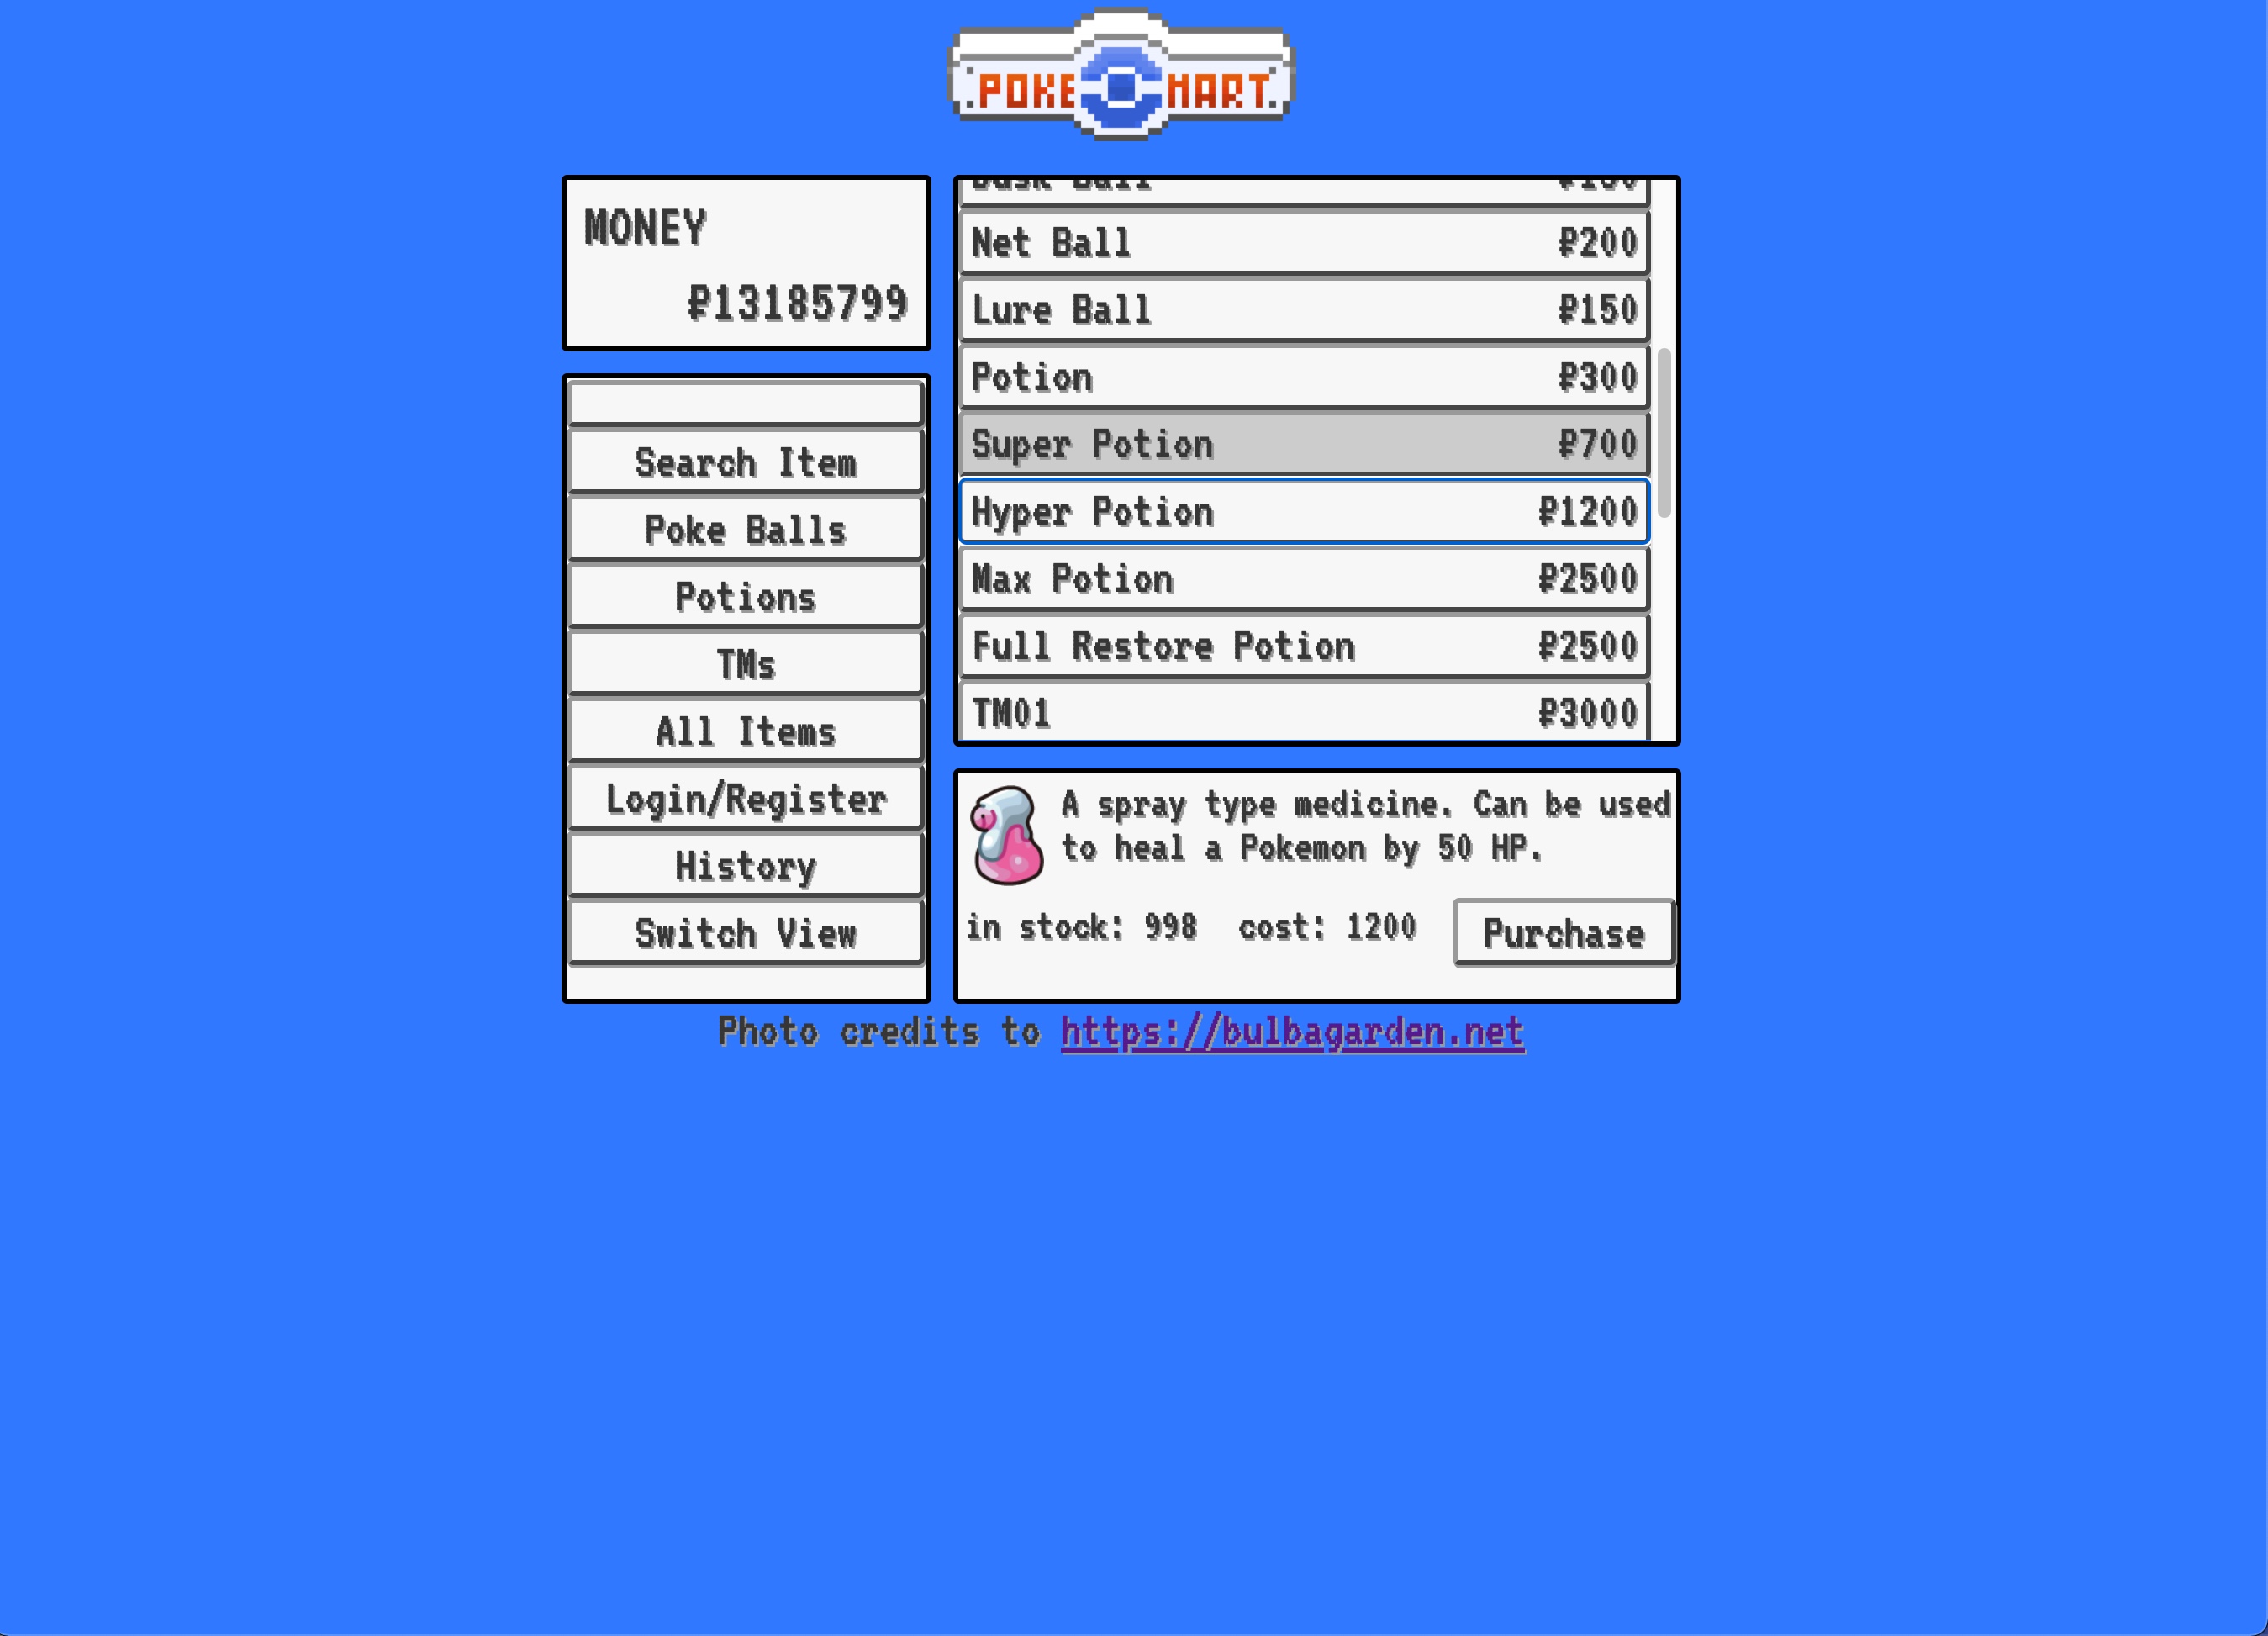 POKE MART
MONEY
₽13185799
Search Item
Poke Balls
Potions
TMs
All Items
Login/Register
History
Switch View
Ball
Net Ball ₽200
Lure Ball ₽150
Potion ₽300
Super Potion ₽700
Hyper Potion ₽1200
Max Potion ₽2500
Full Restore Potion ₽2500
TM01 ₽3000
A spray type medicine. Can be used
to heal a Pokemon by 50 HP.
in stock: 998 cost: 1200 Purchase
Photo credits to https://bulbagarden.net